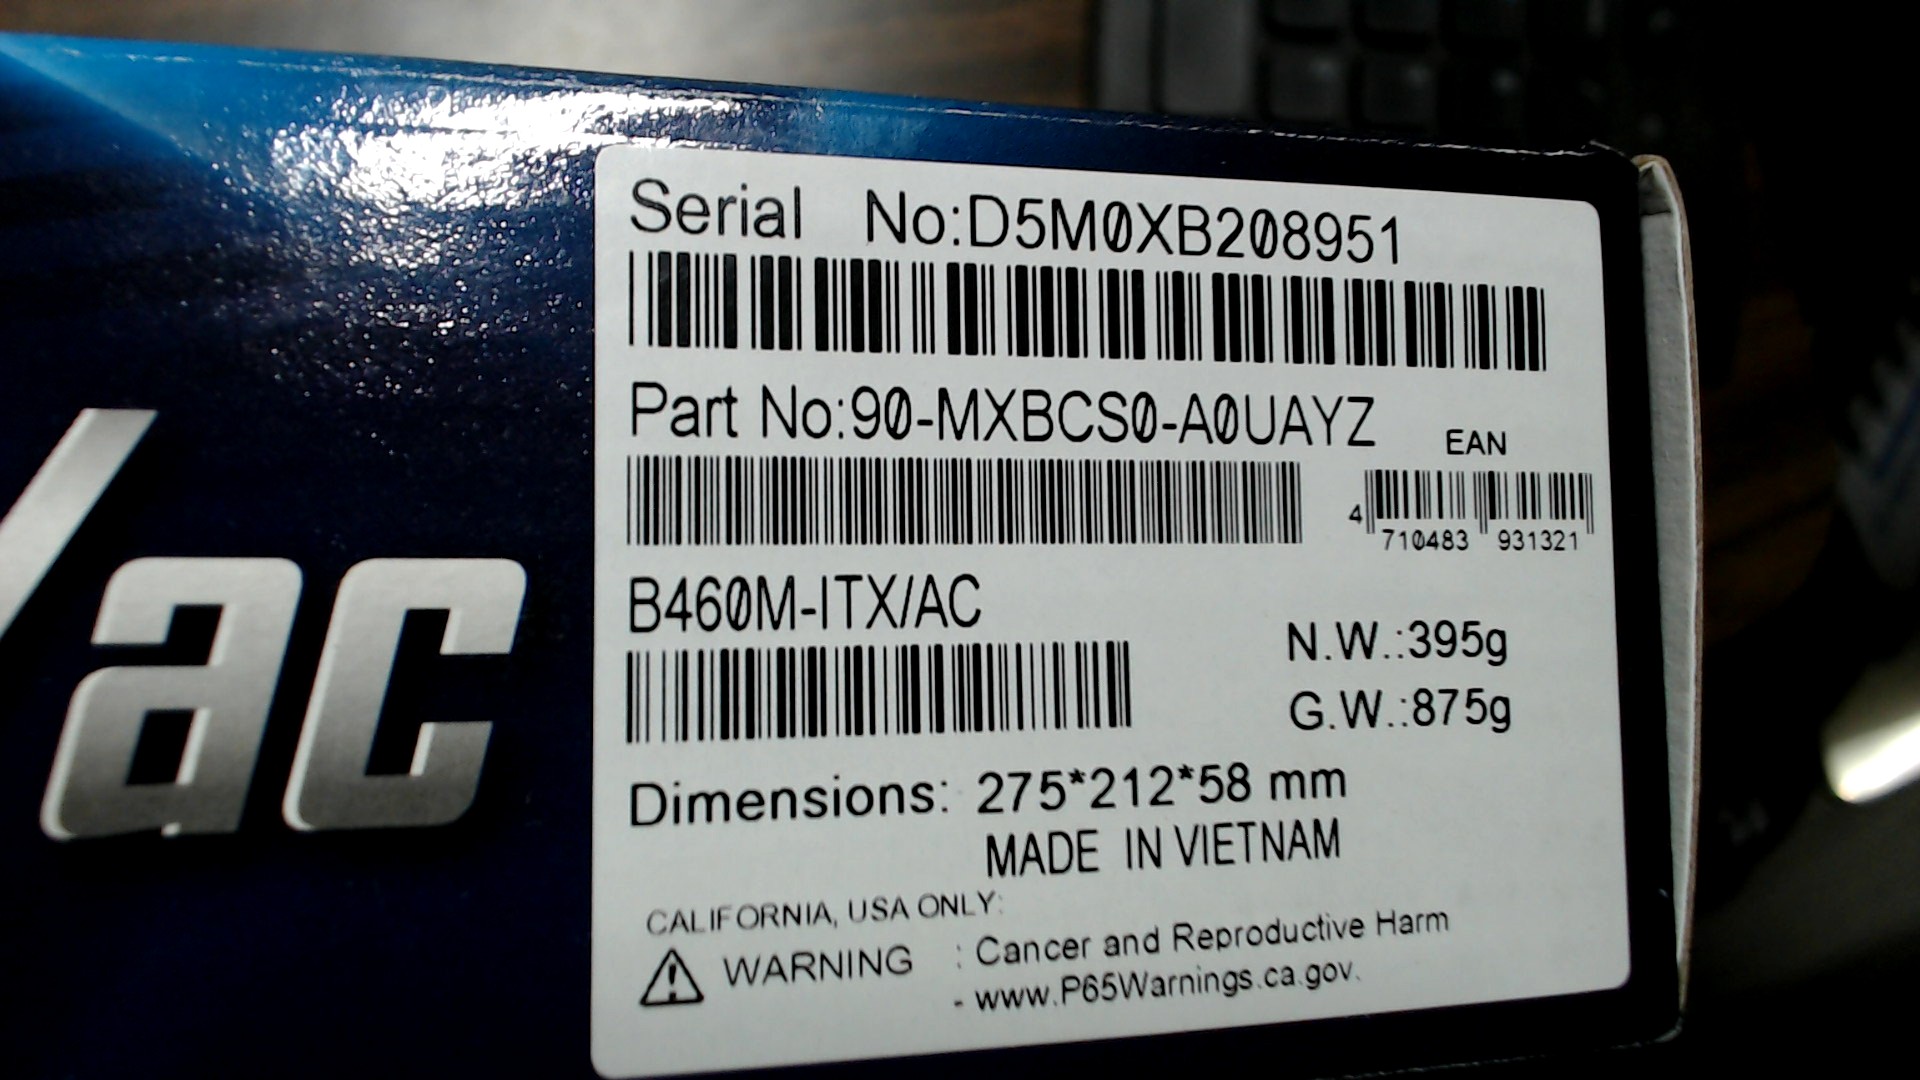 /ac
Serial No:D5M0XB208951
Part No:90-MXBCS0-A0UAYZ
EAN
4 710483 931321
B460M-ITX/AC
N.W.:395g
G.W.:875g
Dimensions: 275*212*58 mm
MADE IN VIETNAM
CALIFORNIA, USA ONLY:
WARNING : Cancer and Reproductive Harm
- www.P65Warnings.ca.gov.